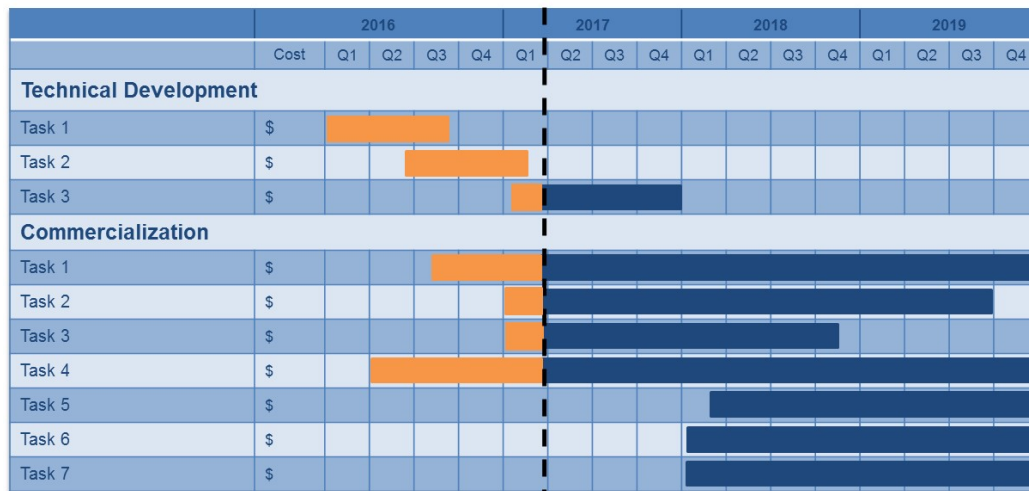 2016 2017 2018 2019
Cost Q1 Q2 Q3 Q4 Q1 Q2 Q3 Q4 Q1 Q2 Q3 Q4 Q1 Q2 Q3 Q4
Technical Development
Task 1 $
Task 2 $
Task 3 $
Commercialization
Task 1 $
Task 2 $
Task 3 $
Task 4 $
Task 5 $
Task 6 $
Task 7 $